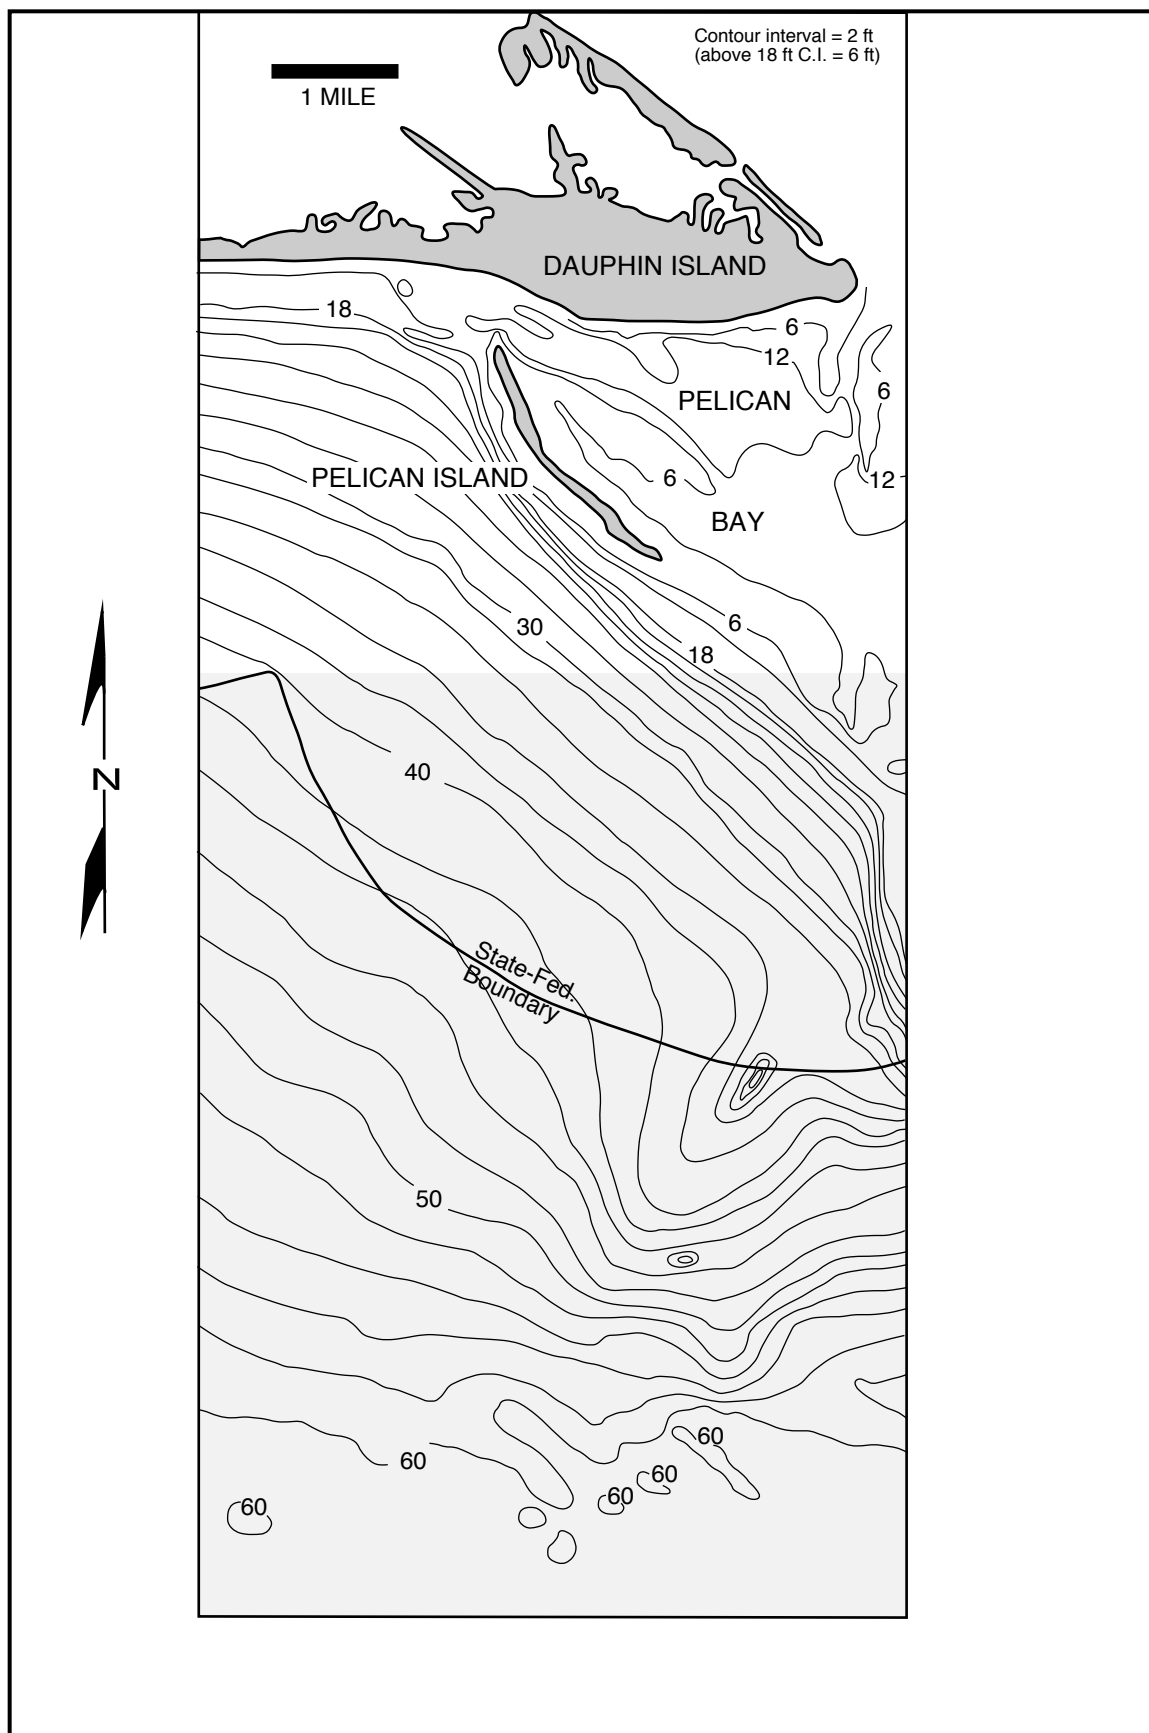 Contour interval = 2 ft
(above 18 ft C.I. = 6 ft)
1 MILE
DAUPHIN ISLAND
18
6
12
6
PELICAN
PELICAN ISLAND
6
12
BAY
30
6
18
N
40
State-Fed.
Boundary
50
60
60
60
60
60